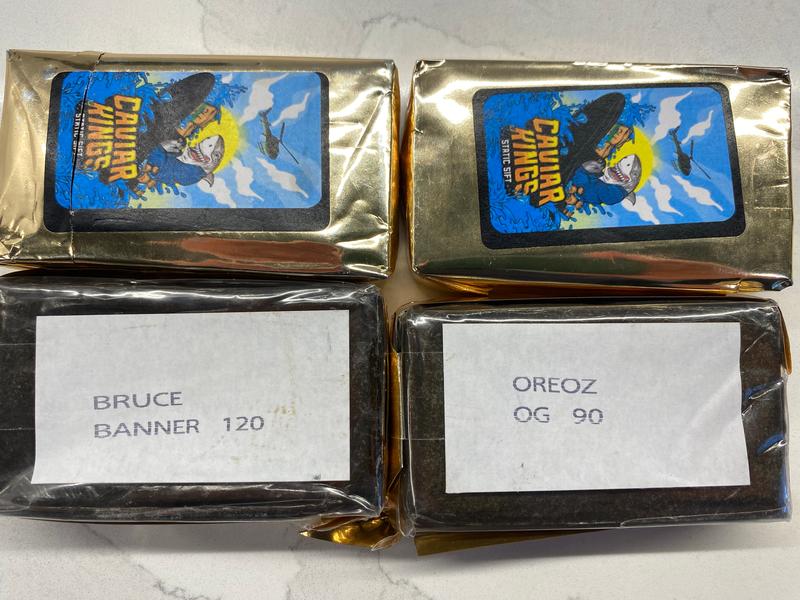 CAVIAR
KINGS
STATIC SIFT
CAVIAR
KINGS
STATIC SIFT
BRUCE
BANNER 120
OREOZ
OG 90